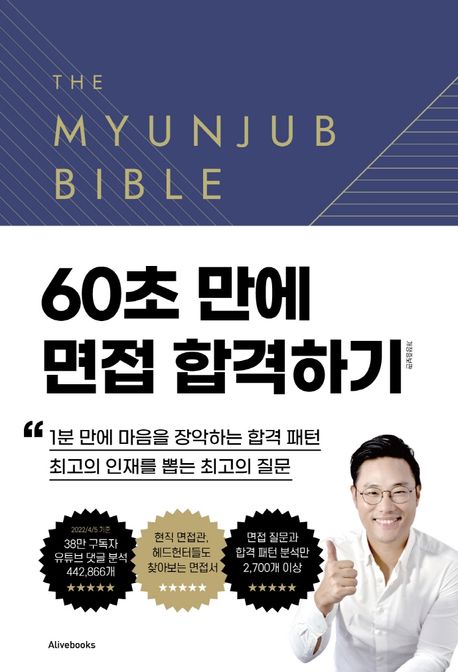 THE
MYUNJUB
BIBLE
60초 만에
면접 합격하기
개정증보판
“1분 만에 마음을 장악하는 합격 패턴
최고의 인재를 뽑는 최고의 질문
2022/4/5 기준
38만 구독자
유튜브 댓글 분석
442,866개
★★★★★
현직 면접관,
헤드헌터들도
찾아보는 면접서
★★★★★
면접 질문과
합격 패턴 분석만
2,700개 이상
★★★★★
Alivebooks